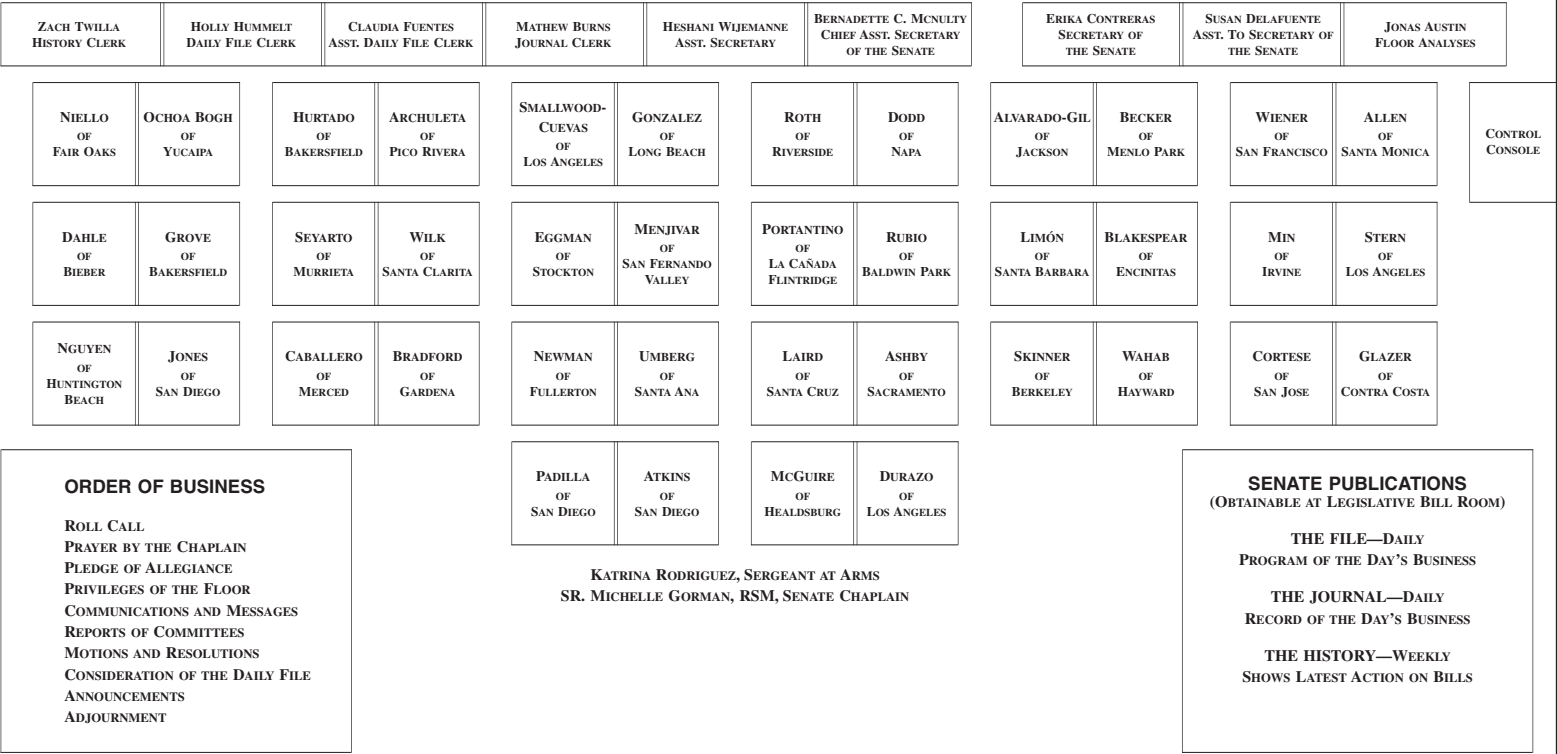 ZACH TWILLA
HISTORY CLERK
HOLLY HUMMELT
DAILY FILE CLERK
CLAUDIA FUENTES
ASST. DAILY FILE CLERK
MATHEW BURNS
JOURNAL CLERK
HESHANI WIJEMANNE
ASST. SECRETARY
BERNADETTE C. MCNULTY
CHIEF ASST. SECRETARY
OF THE SENATE
ERIKA CONTRERAS
SECRETARY OF
THE SENATE
SUSAN DELAFUENTE
ASST. TO SECRETARY OF
THE SENATE
JONAS AUSTIN
FLOOR ANALYSES
NIELLO
OF
FAIR OAKS
OCHOA BOGH
OF
YUCAIPA
HURTADO
OF
BAKERSFIELD
ARCHULETA
OF
PICO RIVERA
SMALLWOOD-
CUEVAS
OF
LOS ANGELES
GONZALEZ
OF
LONG BEACH
ROTH
OF
RIVERSIDE
DODD
OF
NAPA
ALVARADO-GIL
OF
JACKSON
BECKER
OF
MENLO PARK
WIENER
OF
SAN FRANCISCO
ALLEN
OF
SANTA MONICA
CONTROL
CONSOLE
DAHLE
OF
BIEBER
GROVE
OF
BAKERSFIELD
SEYARTO
OF
MURRIETA
WILK
OF
SANTA CLARITA
EGGMAN
OF
STOCKTON
MENJIVAR
OF
SAN FERNANDO
VALLEY
PORTANTINO
OF
LA CAÑADA
FLINTRIDGE
RUBIO
OF
BALDWIN PARK
LIMÓN
OF
SANTA BARBARA
BLAKESPEAR
OF
ENCINITAS
MIN
OF
IRVINE
STERN
OF
LOS ANGELES
NGUYEN
OF
HUNTINGTON
BEACH
JONES
OF
SAN DIEGO
CABALLERO
OF
MERCED
BRADFORD
OF
GARDENA
NEWMAN
OF
FULLERTON
UMBERG
OF
SANTA ANA
LAIRD
OF
SANTA CRUZ
ASHBY
OF
SACRAMENTO
SKINNER
OF
BERKELEY
WAHAB
OF
HAYWARD
CORTESE
OF
SAN JOSE
GLAZER
OF
CONTRA COSTA
PADILLA
OF
SAN DIEGO
ATKINS
OF
SAN DIEGO
MCGUIRE
OF
HEALDSBURG
DURAZO
OF
LOS ANGELES
KATRINA RODRIGUEZ, SERGEANT AT ARMS
SR. MICHELLE GORMAN, RSM, SENATE CHAPLAIN
ORDER OF BUSINESS
ROLL CALL
PRAYER BY THE CHAPLAIN
PLEDGE OF ALLEGIANCE
PRIVILEGES OF THE FLOOR
COMMUNICATIONS AND MESSAGES
REPORTS OF COMMITTEES
MOTIONS AND RESOLUTIONS
CONSIDERATION OF THE DAILY FILE
ANNOUNCEMENTS
ADJOURNMENT
SENATE PUBLICATIONS
(OBTAINABLE AT LEGISLATIVE BILL ROOM)
THE FILE—DAILY
PROGRAM OF THE DAY'S BUSINESS
THE JOURNAL—DAILY
RECORD OF THE DAY'S BUSINESS
THE HISTORY—WEEKLY
SHOWS LATEST ACTION ON BILLS